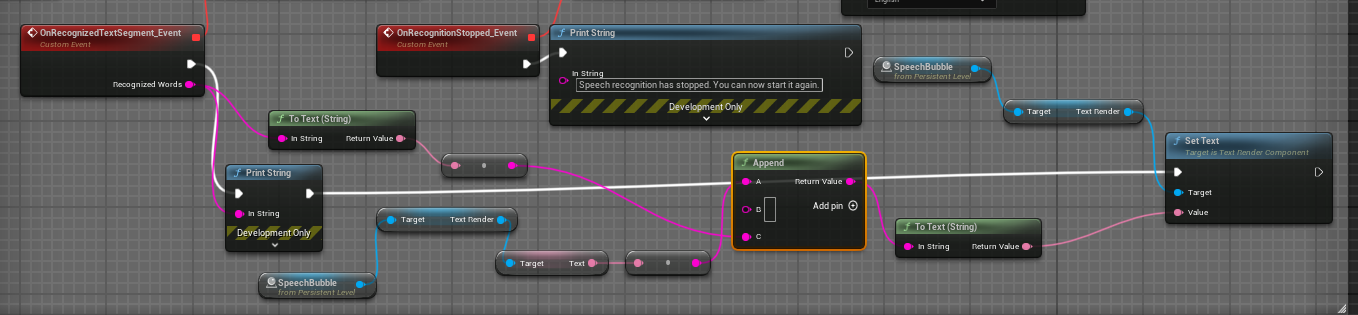 English
OnRecognizedTextSegment_Event
Custom Event
Recognized Words
OnRecognitionStopped_Event
Custom Event
Print String
In String
Speech recognition has stopped. You can now start it again.
Development Only
SpeechBubble
from Persistent Level
Target Text Render
To Text (String)
In String Return Value
Set Text
Target is Text Render Component
Target
Value
Print String
In String
Development Only
Append
A Return Value
B Add pin
C
Target Text Render
To Text (String)
In String Return Value
Target Text
SpeechBubble
from Persistent Level